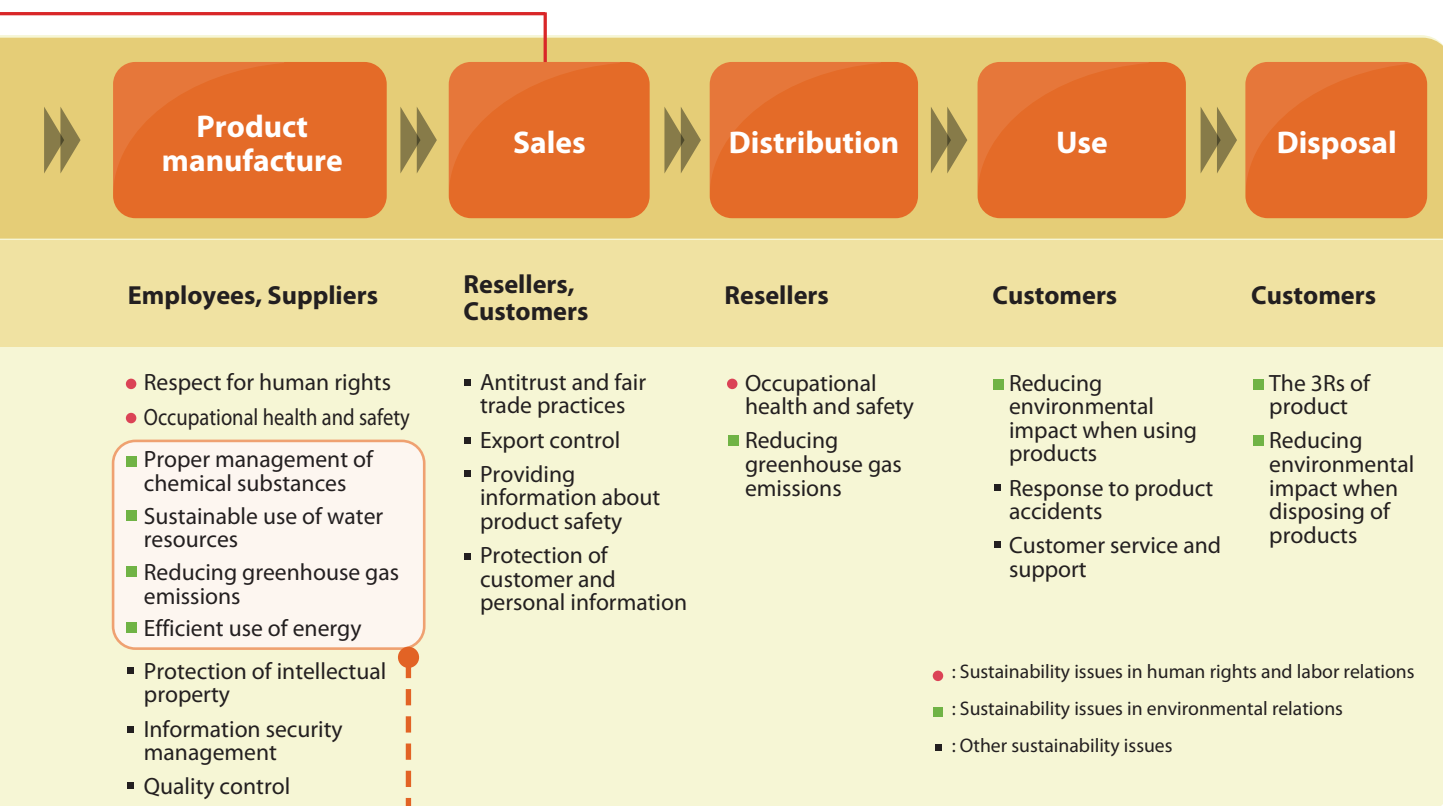 Product
manufacture
Sales
Distribution
Use
Disposal
Employees, Suppliers
Resellers,
Customers
Resellers
Customers
Customers
Respect for human rights
Occupational health and safety
Proper management of
chemical substances
Sustainable use of water
resources
Reducing greenhouse gas
emissions
Efficient use of energy
Protection of intellectual
property
Information security
management
Quality control
Antitrust and fair
trade practices
Export control
Providing
information about
product safety
Protection of
customer and
personal information
Occupational
health and safety
Reducing
greenhouse gas
emissions
Reducing
environmental
impact when using
products
Response to product
accidents
Customer service and
support
The 3Rs of
product
Reducing
environmental
impact when
disposing of
products
: Sustainability issues in human rights and labor relations
: Sustainability issues in environmental relations
: Other sustainability issues